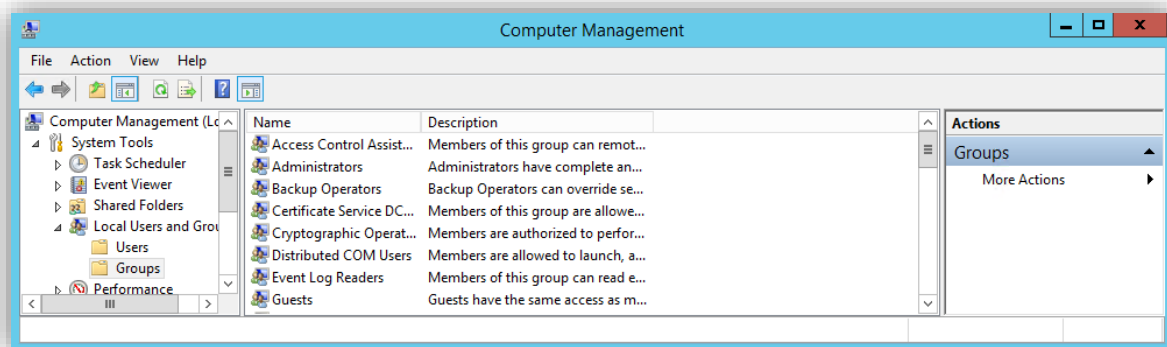 Computer Management
File Action View Help
Computer Management (Lc
System Tools
Task Scheduler
Event Viewer
Shared Folders
Local Users and Grou
Users
Groups
Performance
Name Description
Access Control Assist... Members of this group can remot...
Administrators Administrators have complete an...
Backup Operators Backup Operators can override se...
Certificate Service DC... Members of this group are allowe...
Cryptographic Operat... Members are authorized to perfor...
Distributed COM Users Members are allowed to launch, a...
Event Log Readers Members of this group can read e...
Guests Guests have the same access as m...
Actions
Groups
More Actions